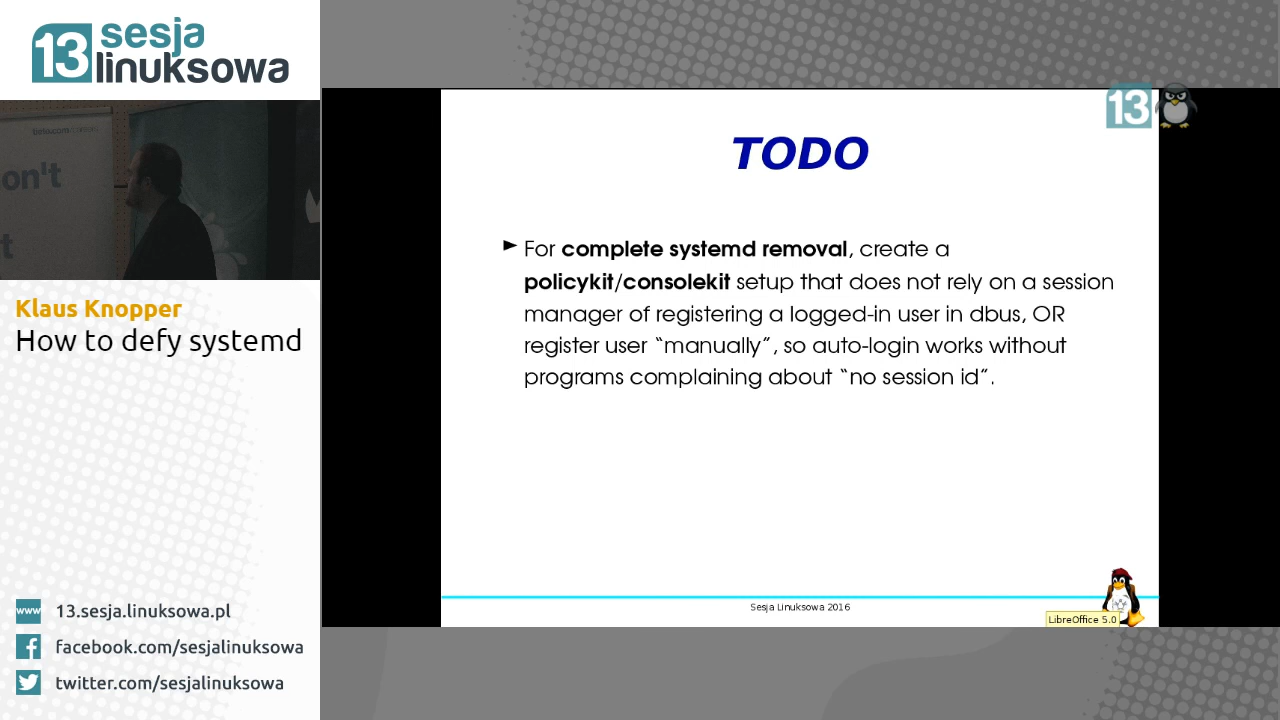 13 sesja
linuksowa
on't
t
Klaus Knopper
How to defy systemd
www 13.sesja.linuksowa.pl
facebook.com/sesjalinuksowa
twitter.com/sesjalinuksowa
13
TODO
For complete systemd removal, create a
policykit/consolekit setup that does not rely on a session
manager of registering a logged-in user in dbus, OR
register user “manually”, so auto-login works without
programs complaining about “no session id”.
Sesja Linuksowa 2016
LibreOffice 5.0